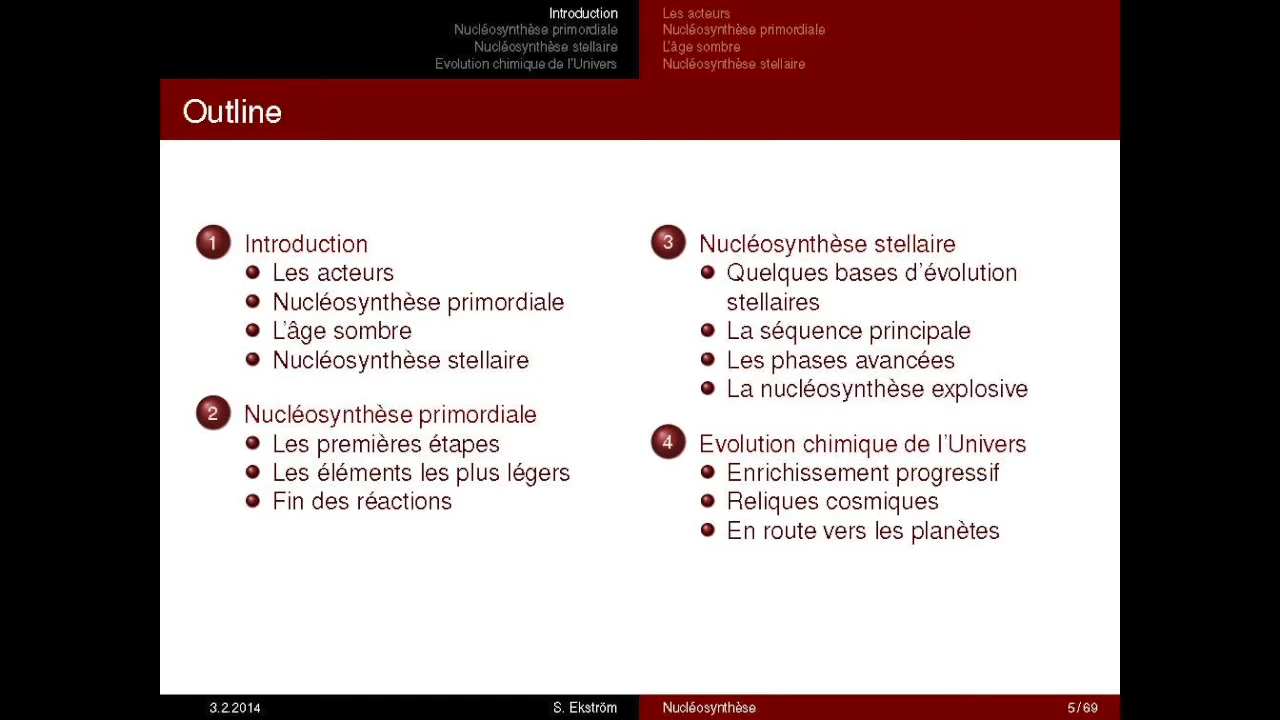 Introduction
Nucléosynthèse primordiale
Nucléosynthèse stellaire
Evolution chimique de l'Univers
Les acteurs
Nucléosynthèse primordiale
L'âge sombre
Nucléosynthèse stellaire
Outline
1 Introduction
Les acteurs
Nucléosynthèse primordiale
L'âge sombre
Nucléosynthèse stellaire
2 Nucléosynthèse primordiale
Les premières étapes
Les éléments les plus légers
Fin des réactions
3 Nucléosynthèse stellaire
Quelques bases d'évolution
stellaires
La séquence principale
Les phases avancées
La nucléosynthèse explosive
4 Evolution chimique de l'Univers
Enrichissement progressif
Reliques cosmiques
En route vers les planètes
3.2.2014 S. Ekström Nucléosynthèse 5/69